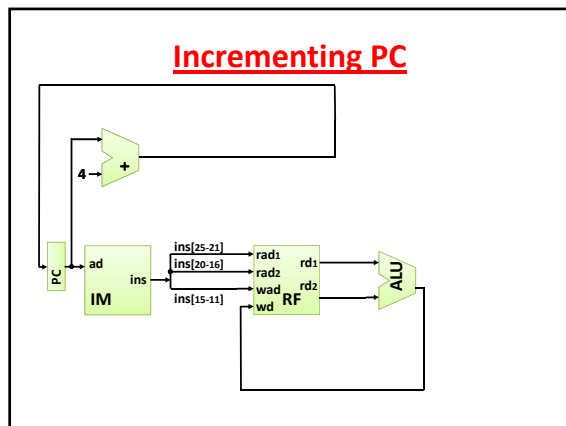 Incrementing PC
+
4
ins[25-21]
ins[20-16]
ins[15-11]
PC
ad
ins
IM
rad1
rad2
wad
wd
rd1
rd2
RF
ALU